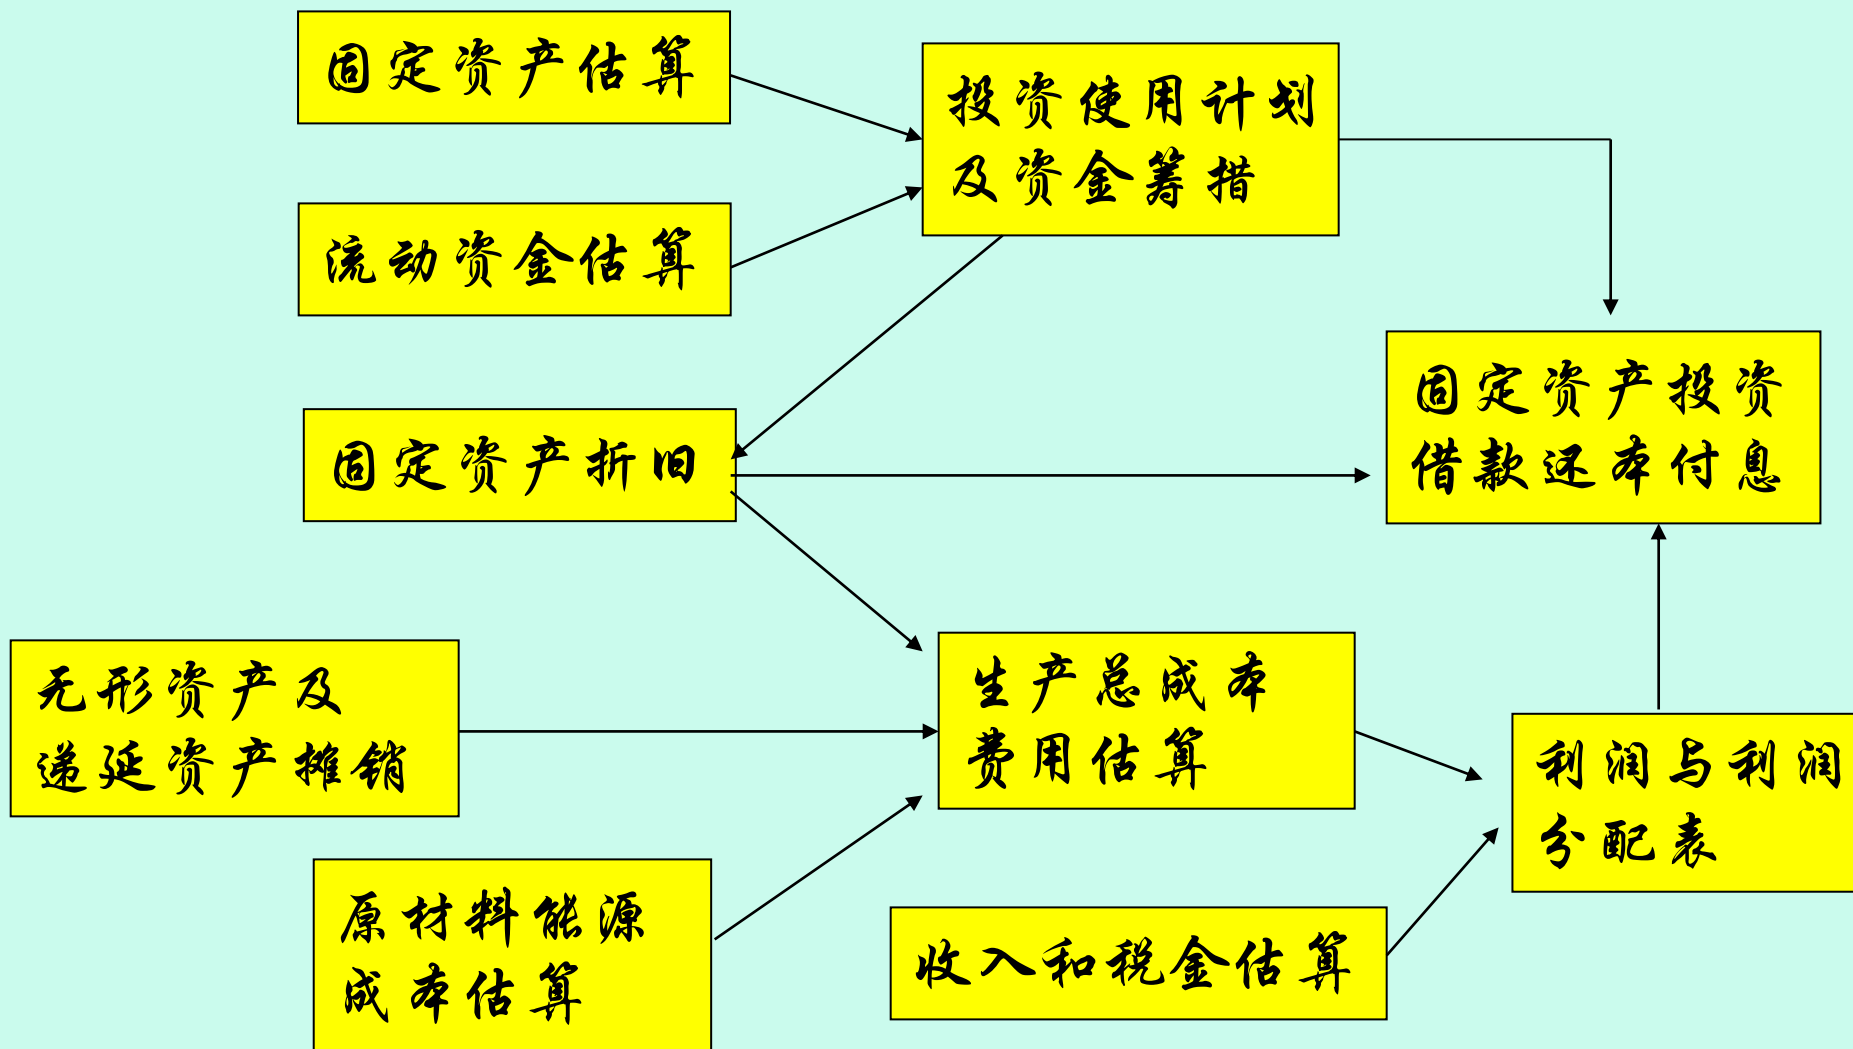 固定资产估算
投资使用计划
及资金筹措
流动资金估算
固定资产投资
借款还本付息
固定资产折旧
无形资产及
递延资产摊销
生产总成本
费用估算
利润与利润
分配表
原材料能源
成本估算
收入和税金估算